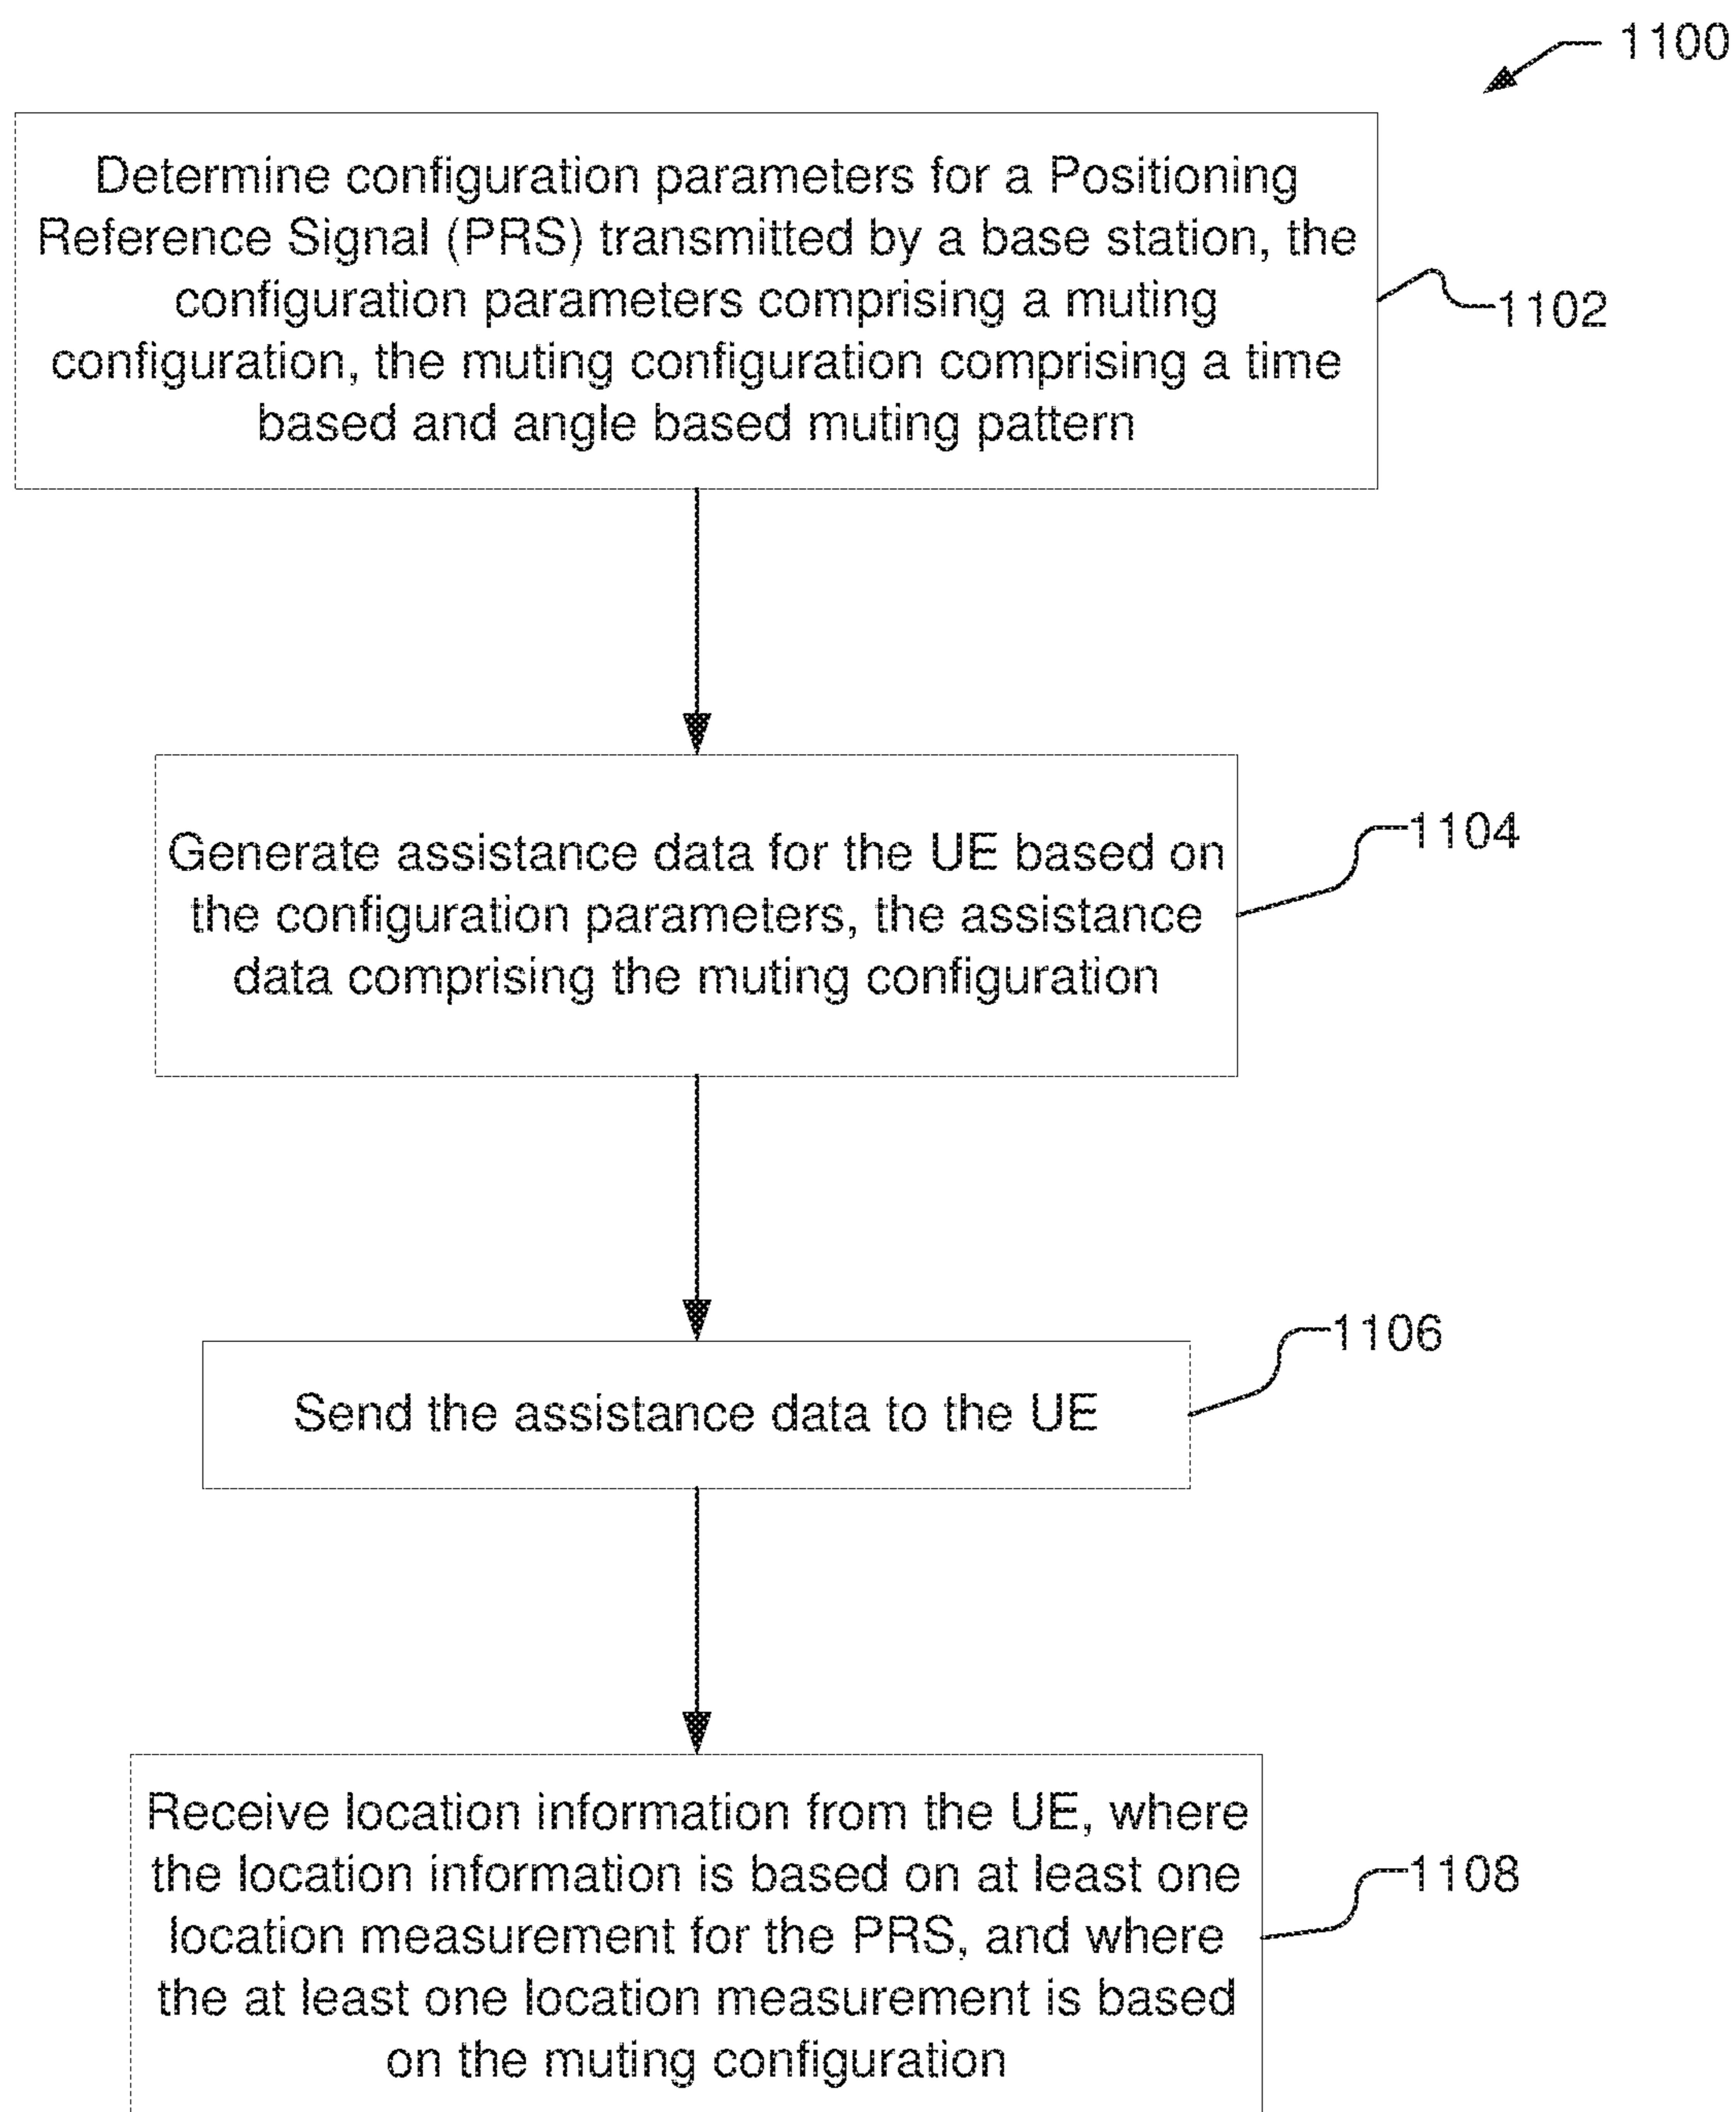 1100
Determine configuration parameters for a Positioning
Reference Signal (PRS) transmitted by a base station, the
configuration parameters comprising a muting
configuration, the muting configuration comprising a time
based and angle based muting pattern
1102
Generate assistance data for the UE based on
the configuration parameters, the assistance
data comprising the muting configuration
1104
Send the assistance data to the UE
1106
Receive location information from the UE, where
the location information is based on at least one
location measurement for the PRS, and where
the at least one location measurement is based
on the muting configuration
1108